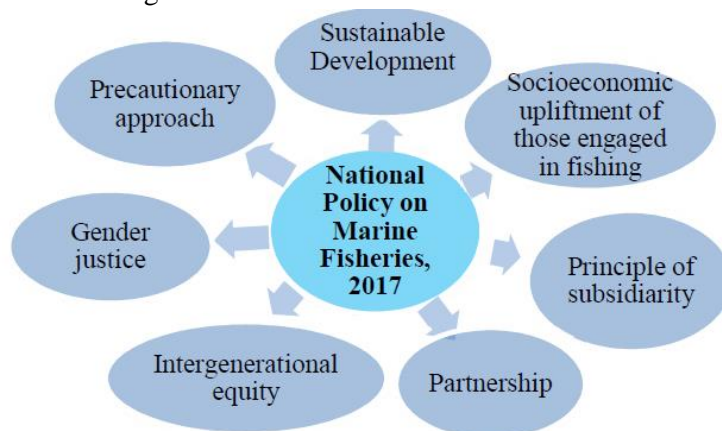 Sustainable
Development
Socioeconomic
upliftment of
those engaged
in fishing
Precautionary
approach
National
Policy on
Marine
Fisheries,
2017
Gender
justice
Principle of
subsidiarity
Intergenerational
equity
Partnership